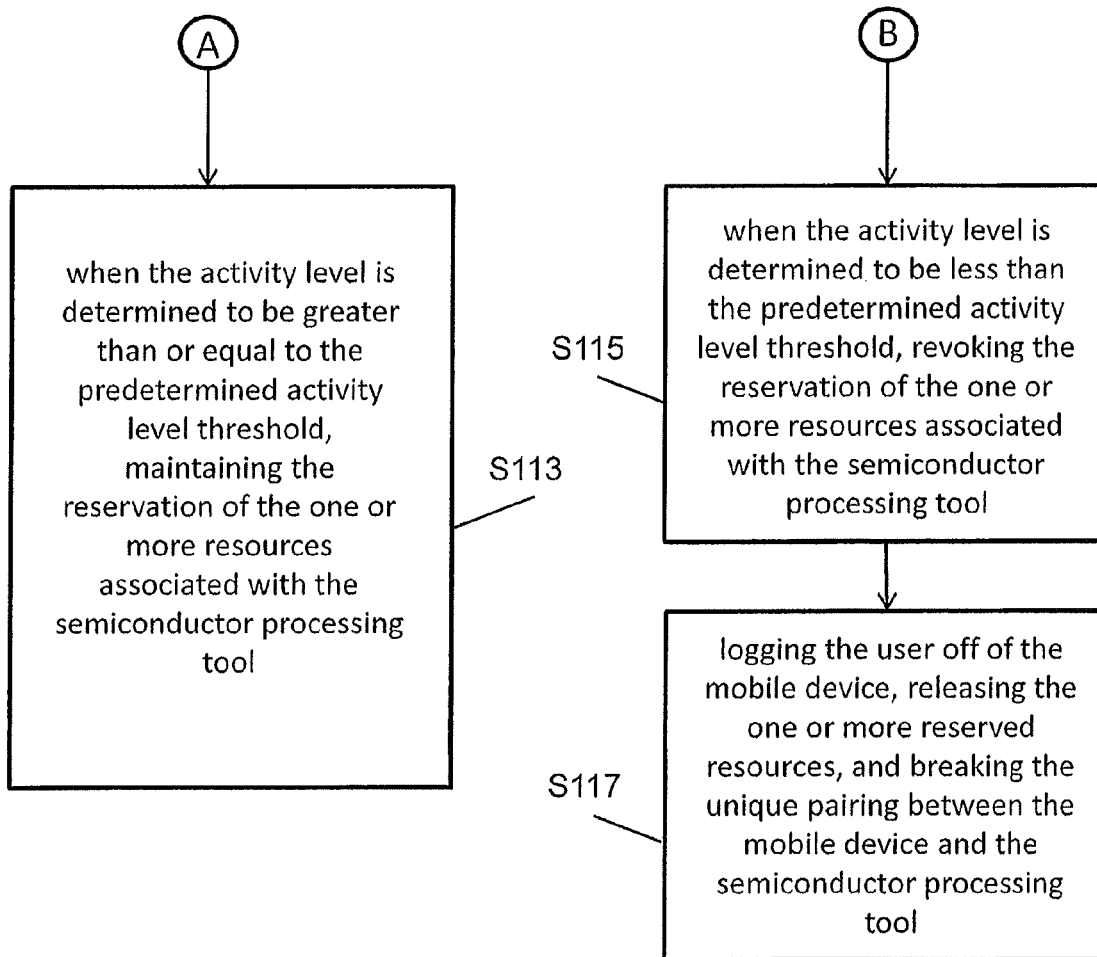 A
when the activity level is
determined to be greater
than or equal to the
predetermined activity
level threshold,
maintaining the
reservation of the one or
more resources
associated with the
semiconductor processing
tool
S113
B
when the activity level is
determined to be less than
the predetermined activity
level threshold, revoking the
reservation of the one or
more resources associated
with the semiconductor
processing tool
S115
logging the user off of the
mobile device, releasing the
one or more reserved
resources, and breaking the
unique pairing between the
mobile device and the
semiconductor processing
tool
S117